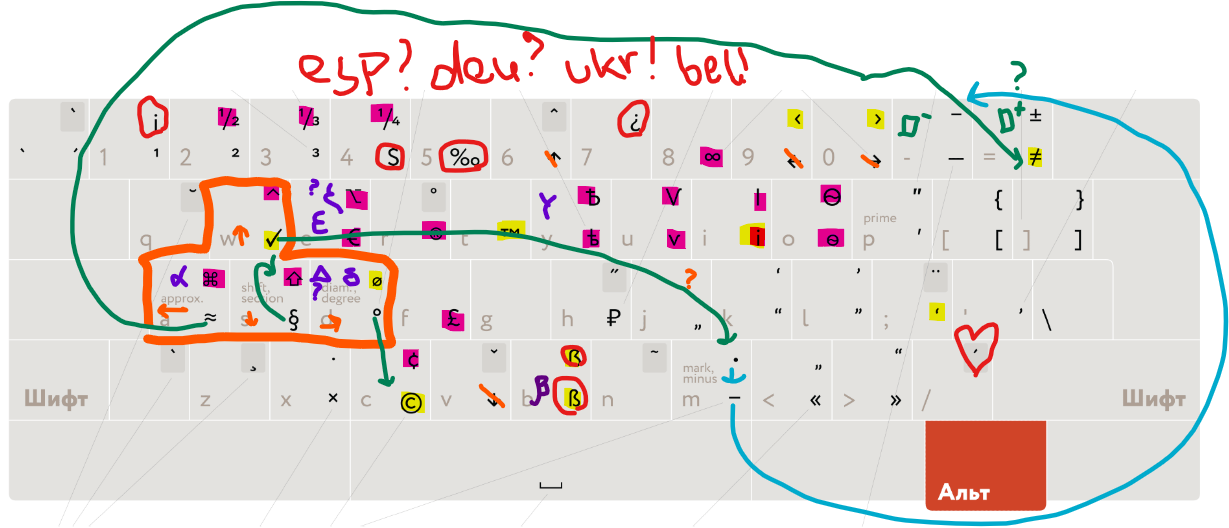 esp? deu? ukr! bel!
?
` ¡ ½ ⅓ ¼ ^ ¿ ‹ › □- – □+ ±
` ´ 1 ¹ 2 ² 3 ³ 4 $ 5 ‰ 6 ↑ 7 8 ∞ 9 ← 0 → - — = ≠
˘ ^ ? ξ ⌥ ° γ Ѣ Ѵ І Ѳ " { }
q w ↑ ✓ e ε € r ® t ™ y ѣ u ѵ i і o ѳ p prime ' [ [ ] ]
α ⌘ ⇧ Δ δ ⌀ ˝ ? ‘ ’ ¨
approx. shift, section ? diam., degree
a ← ≈ s ↓ § d → ° f £ g h ₽ j „ k “ l ” ; ‘ ' ’ \
` ¸ · ¢ ˇ ẞ ~ • „ “ ´
mark, minus
Шифт z x × c © v ↓ b β ß n m − < « > » / Шифт
Альт